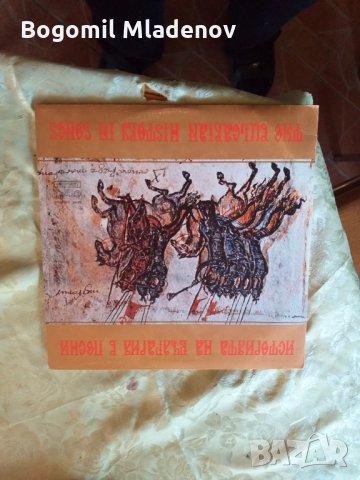 Bogomil Mladenov
ИСТОРИЯТА НА БЪЛГАРИЯ В ПЕСНИ
THE BULGARIAN HISTORY IN SONGS
BAZAR